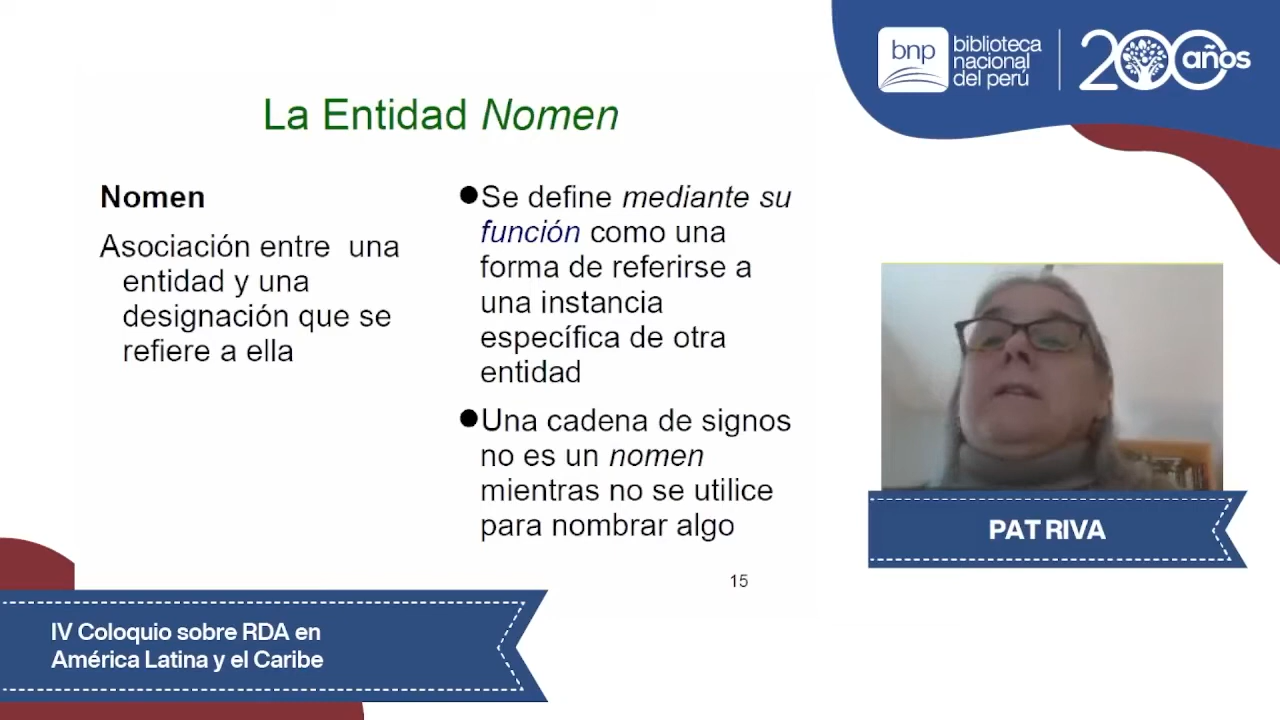 bnp
biblioteca
nacional
del perú
200 años
La Entidad Nomen
Nomen
Asociación entre una
entidad y una
designación que se
refiere a ella
●Se define mediante su
función como una
forma de referirse a
una instancia
específica de otra
entidad
●Una cadena de signos
no es un nomen
mientras no se utilice
para nombrar algo
15
PAT RIVA
IV Coloquio sobre RDA en
América Latina y el Caribe